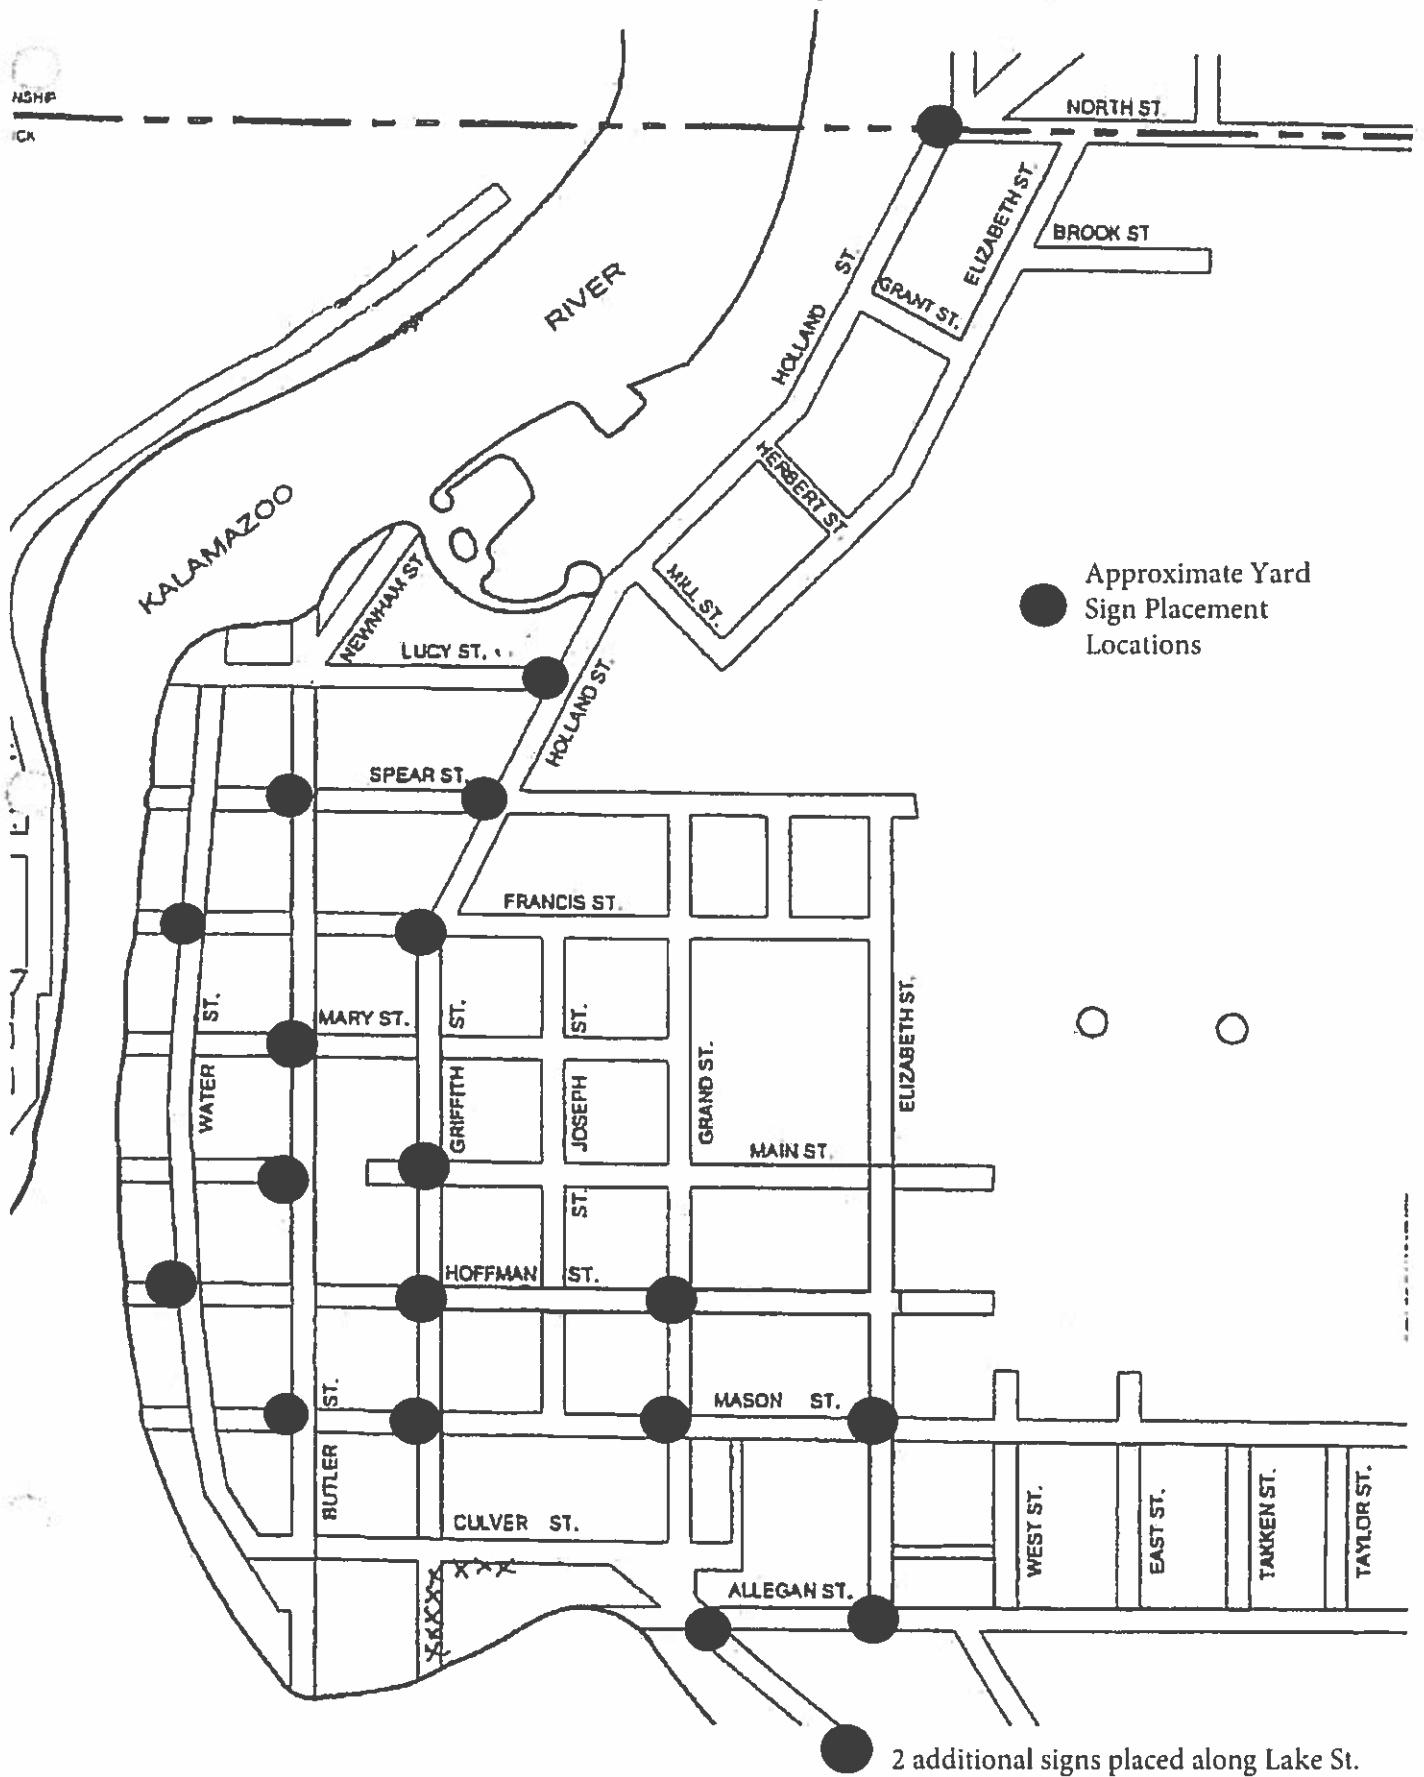 NSHIP
ICK
NORTH ST.
ELIZABETH ST.
BROOK ST
HOLLAND ST.
GRANT ST.
RIVER
HERBERT ST.
KALAMAZOO
MILL ST.
NEWNHAM ST.
LUCY ST.
Approximate Yard
Sign Placement
Locations
HOLLAND ST.
SPEAR ST.
FRANCIS ST.
WATER ST.
MARY ST.
GRIFFITH ST.
JOSEPH ST.
GRAND ST.
ELIZABETH ST.
MAIN ST.
ST.
HOFFMAN ST.
BUTLER ST.
MASON ST.
CULVER ST.
WEST ST.
EAST ST.
TAKKEN ST.
TAYLOR ST.
ALLEGAN ST.
2 additional signs placed along Lake St.